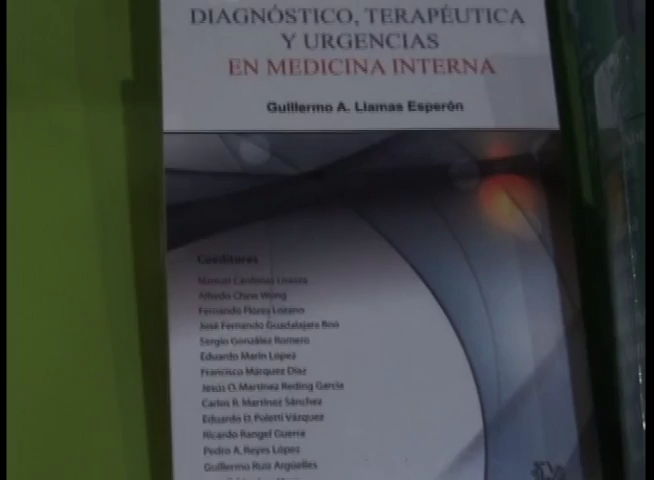 DIAGNÓSTICO, TERAPÉUTICA
Y URGENCIAS
EN MEDICINA INTERNA
Guillermo A. Llamas Esperón
Coeditores
Manuel Cárdenas
Alfredo Chew Wong
Fernando Flores Lozano
José Fernando Guadalajara Boo
Sergio González Romero
Eduardo Marín López
Francisco Márquez Díaz
Jesús O. Martínez Reding García
Carlos R. Martínez Sánchez
Eduardo D. Poletti Vázquez
Ricardo Rangel Guerra
Pedro A. Reyes López
Guillermo Ruiz Argüelles